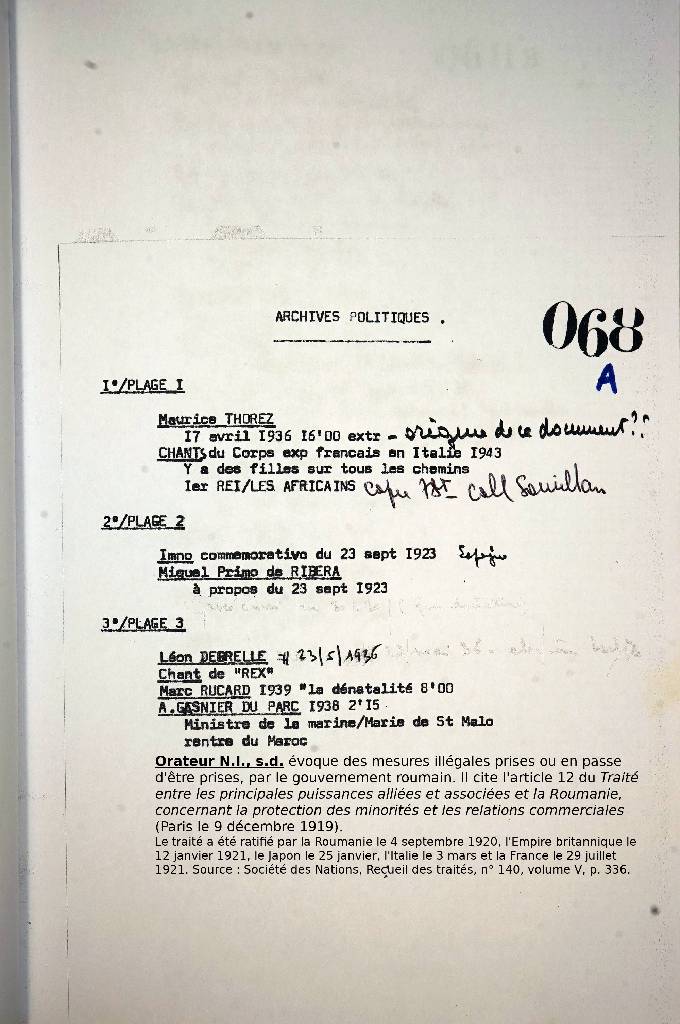 ARCHIVES POLITIQUES .
068
A
I°/PLAGE I
Maurice THOREZ
I7 avril I936 I6'00 extr - origine de ce document??
CHANTS du Corps exp francais en Italie I943
Y a des filles sur tous les chemins
Ier REI/LES AFRICAINS copie 78T coll Souillan
2°/PLAGE 2
Imno commemorativo du 23 sept I923
Miguel Primo de RIBERA
à propos du 23 sept I923
3°/PLAGE 3
Léon DEGRELLE # 23/5/1936
Chant de "REX"
Marc RUCARD I939 "la dénatalité 8'00
A.GASNIER DU PARC I938 2'I5
Ministre de la marine/Marie de St Malo
rentre du Maroc
Orateur N.I., s.d. évoque des mesures illégales prises ou en passe
d'être prises, par le gouvernement roumain. Il cite l'article 12 du Traité
entre les principales puissances alliées et associées et la Roumanie,
concernant la protection des minorités et les relations commerciales
(Paris le 9 décembre 1919).
Le traité a été ratifié par la Roumanie le 4 septembre 1920, l'Empire britannique le
12 janvier 1921, le Japon le 25 janvier, l'Italie le 3 mars et la France le 29 juillet
1921. Source : Société des Nations, Recueil des traités, n° 140, volume V, p. 336.